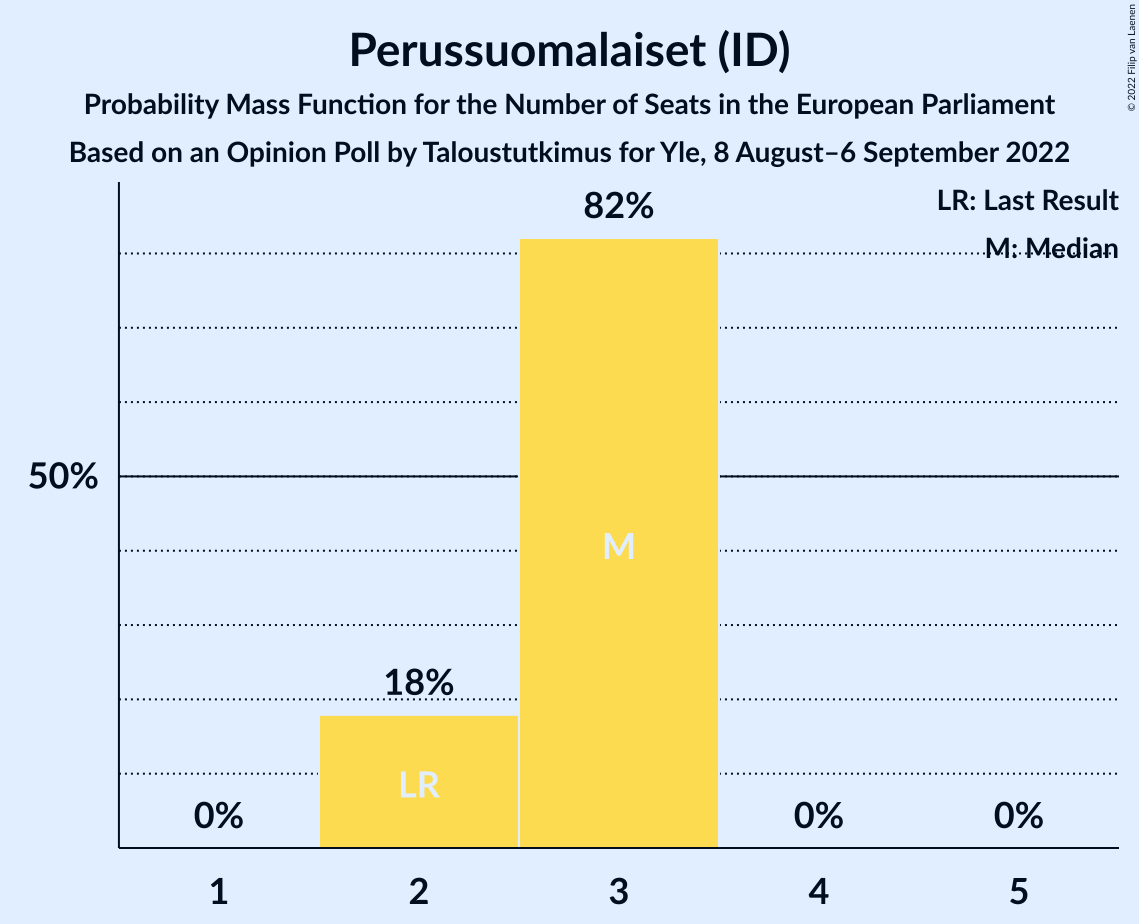 Perussuomalaiset (ID)
Probability Mass Function for the Number of Seats in the European Parliament
Based on an Opinion Poll by Taloustutkimus for Yle, 8 August–6 September 2022
© 2022 Filip van Laenen
LR: Last Result
M: Median
82%
50%
M
18%
LR
0%
0%
0%
1
2
3
4
5